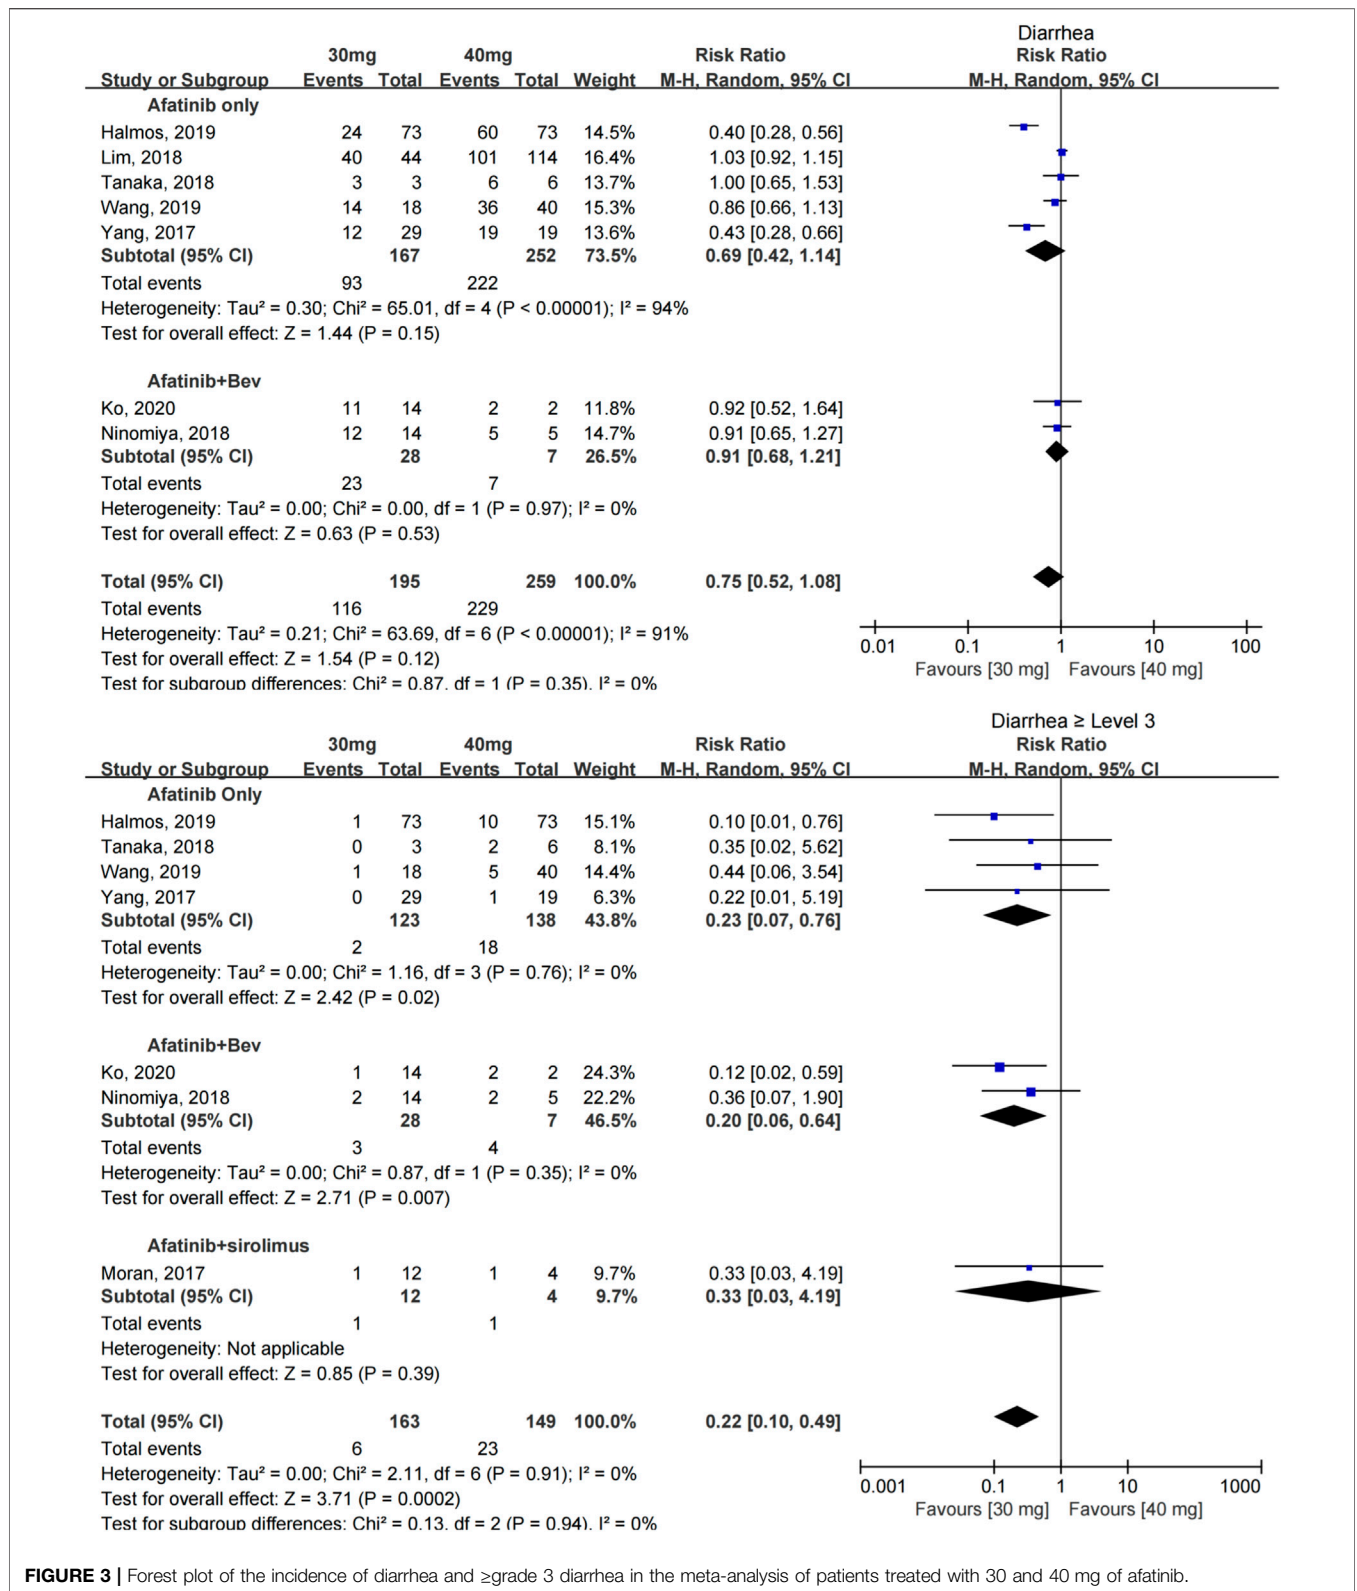 Diarrhea
30mg 40mg Risk Ratio Risk Ratio
Study or Subgroup Events Total Events Total Weight M-H, Random, 95% CI M-H, Random, 95% CI
Afatinib only
Halmos, 2019 24 73 60 73 14.5% 0.40 [0.28, 0.56]
Lim, 2018 40 44 101 114 16.4% 1.03 [0.92, 1.15]
Tanaka, 2018 3 3 6 6 13.7% 1.00 [0.65, 1.53]
Wang, 2019 14 18 36 40 15.3% 0.86 [0.66, 1.13]
Yang, 2017 12 29 19 19 13.6% 0.43 [0.28, 0.66]
Subtotal (95% CI) 167 252 73.5% 0.69 [0.42, 1.14]
Total events 93 222
Heterogeneity: Tau² = 0.30; Chi² = 65.01, df = 4 (P < 0.00001); I² = 94%
Test for overall effect: Z = 1.44 (P = 0.15)
Afatinib+Bev
Ko, 2020 11 14 2 2 11.8% 0.92 [0.52, 1.64]
Ninomiya, 2018 12 14 5 5 14.7% 0.91 [0.65, 1.27]
Subtotal (95% CI) 28 7 26.5% 0.91 [0.68, 1.21]
Total events 23 7
Heterogeneity: Tau² = 0.00; Chi² = 0.00, df = 1 (P = 0.97); I² = 0%
Test for overall effect: Z = 0.63 (P = 0.53)
Total (95% CI) 195 259 100.0% 0.75 [0.52, 1.08]
Total events 116 229
Heterogeneity: Tau² = 0.21; Chi² = 63.69, df = 6 (P < 0.00001); I² = 91%
Test for overall effect: Z = 1.54 (P = 0.12)
Test for subgroup differences: Chi² = 0.87, df = 1 (P = 0.35), I² = 0%
0.01 0.1 1 10 100
Favours [30 mg] Favours [40 mg]
Diarrhea ≥ Level 3
30mg 40mg Risk Ratio Risk Ratio
Study or Subgroup Events Total Events Total Weight M-H, Random, 95% CI M-H, Random, 95% CI
Afatinib Only
Halmos, 2019 1 73 10 73 15.1% 0.10 [0.01, 0.76]
Tanaka, 2018 0 3 2 6 8.1% 0.35 [0.02, 5.62]
Wang, 2019 1 18 5 40 14.4% 0.44 [0.06, 3.54]
Yang, 2017 0 29 1 19 6.3% 0.22 [0.01, 5.19]
Subtotal (95% CI) 123 138 43.8% 0.23 [0.07, 0.76]
Total events 2 18
Heterogeneity: Tau² = 0.00; Chi² = 1.16, df = 3 (P = 0.76); I² = 0%
Test for overall effect: Z = 2.42 (P = 0.02)
Afatinib+Bev
Ko, 2020 1 14 2 2 24.3% 0.12 [0.02, 0.59]
Ninomiya, 2018 2 14 2 5 22.2% 0.36 [0.07, 1.90]
Subtotal (95% CI) 28 7 46.5% 0.20 [0.06, 0.64]
Total events 3 4
Heterogeneity: Tau² = 0.00; Chi² = 0.87, df = 1 (P = 0.35); I² = 0%
Test for overall effect: Z = 2.71 (P = 0.007)
Afatinib+sirolimus
Moran, 2017 1 12 1 4 9.7% 0.33 [0.03, 4.19]
Subtotal (95% CI) 12 4 9.7% 0.33 [0.03, 4.19]
Total events 1 1
Heterogeneity: Not applicable
Test for overall effect: Z = 0.85 (P = 0.39)
Total (95% CI) 163 149 100.0% 0.22 [0.10, 0.49]
Total events 6 23
Heterogeneity: Tau² = 0.00; Chi² = 2.11, df = 6 (P = 0.91); I² = 0%
Test for overall effect: Z = 3.71 (P = 0.0002)
Test for subgroup differences: Chi² = 0.13, df = 2 (P = 0.94), I² = 0%
0.001 0.1 1 10 1000
Favours [30 mg] Favours [40 mg]
FIGURE 3 | Forest plot of the incidence of diarrhea and ≥grade 3 diarrhea in the meta-analysis of patients treated with 30 and 40 mg of afatinib.